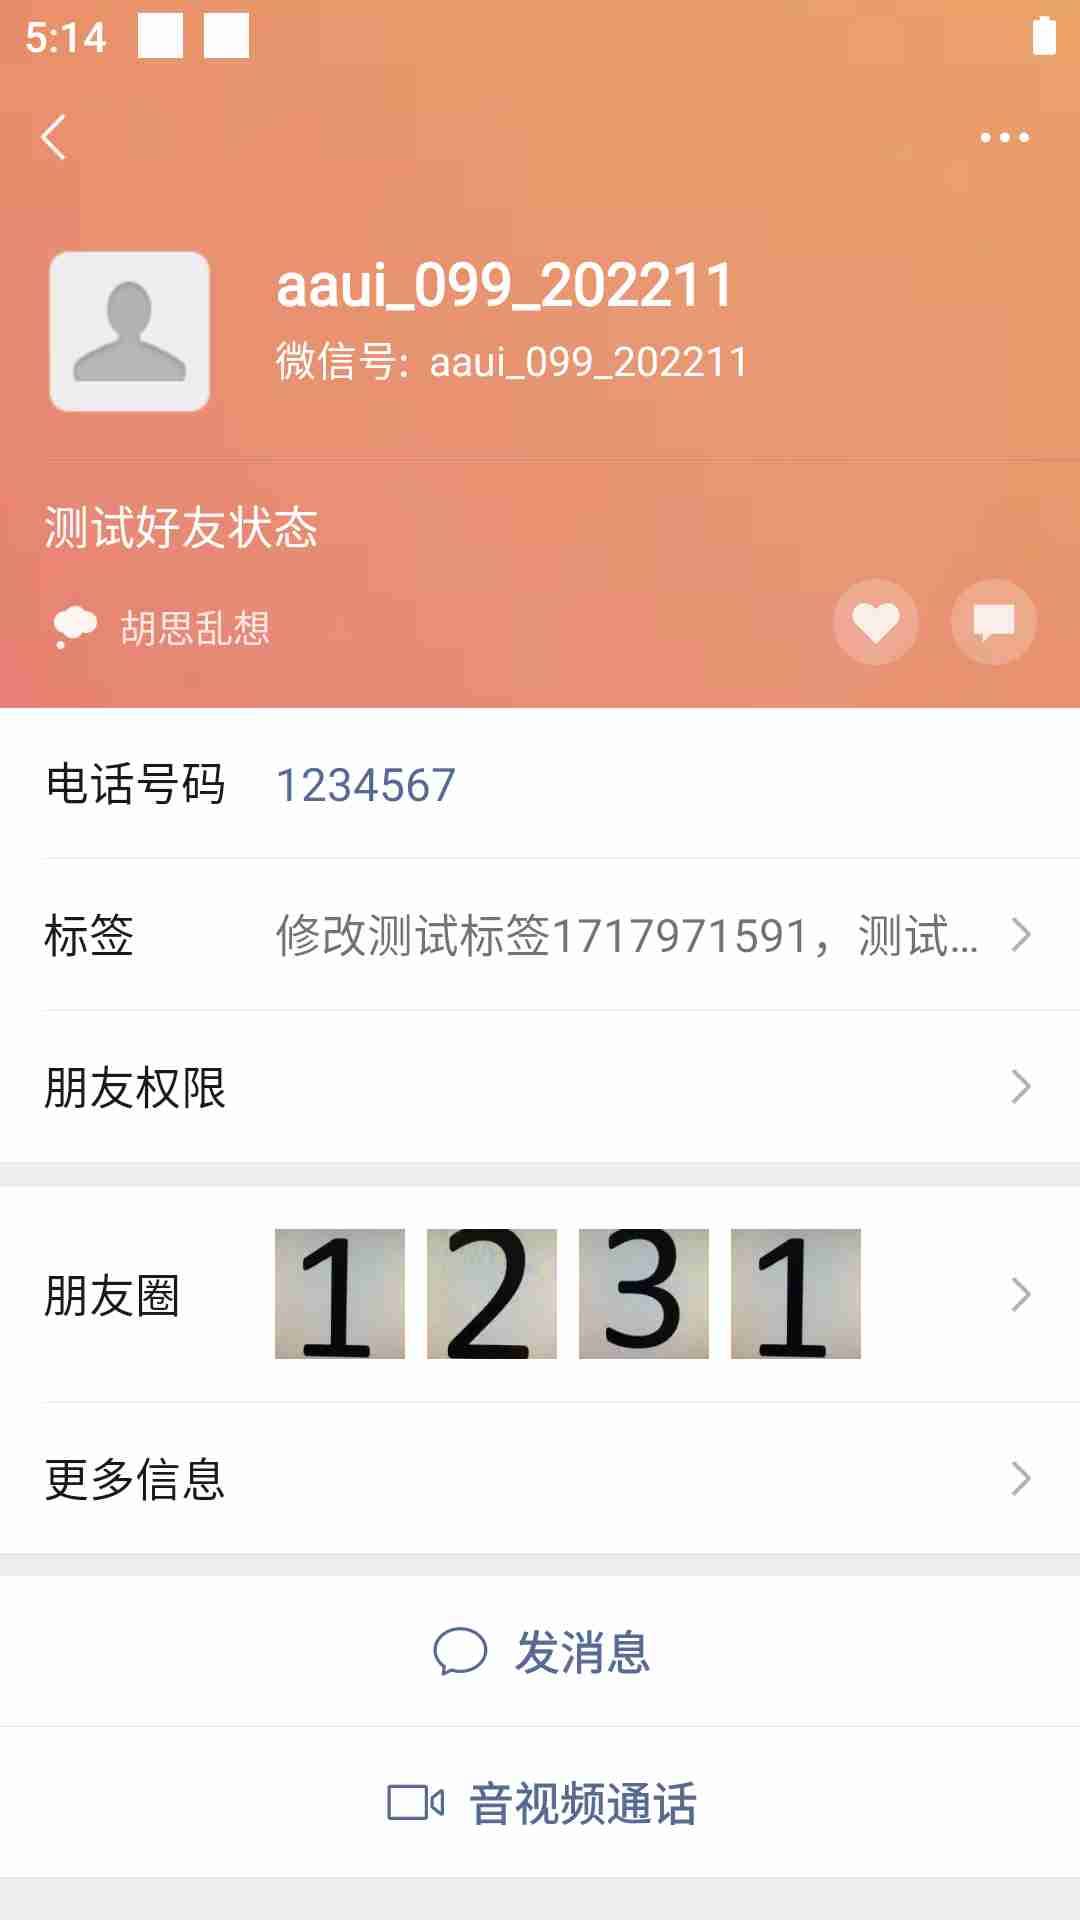 5:14
aaui_099_202211
微信号: aaui_099_202211
测试好友状态
胡思乱想
电话号码 1234567
标签 修改测试标签1717971591，测试...
朋友权限
朋友圈 1 2 3 1
更多信息
发消息
音视频通话